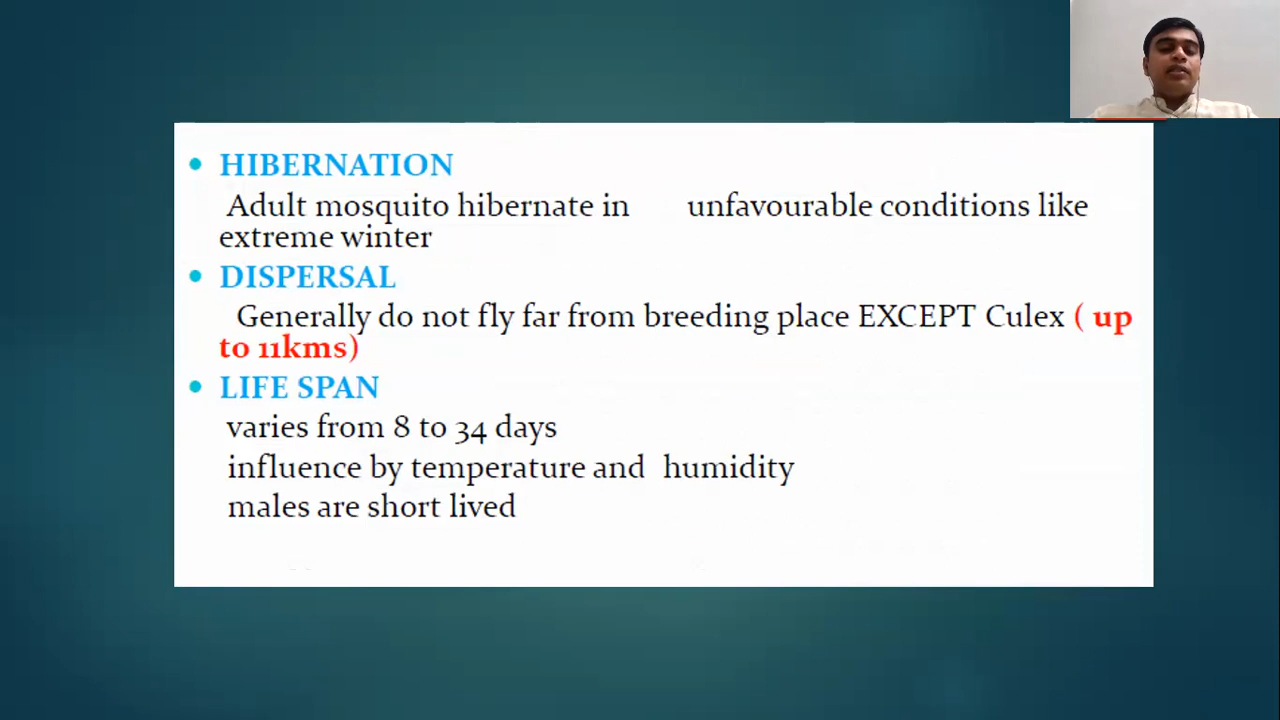 HIBERNATION
Adult mosquito hibernate in unfavourable conditions like
extreme winter
DISPERSAL
Generally do not fly far from breeding place EXCEPT Culex ( up
to 11kms)
LIFE SPAN
varies from 8 to 34 days
influence by temperature and humidity
males are short lived